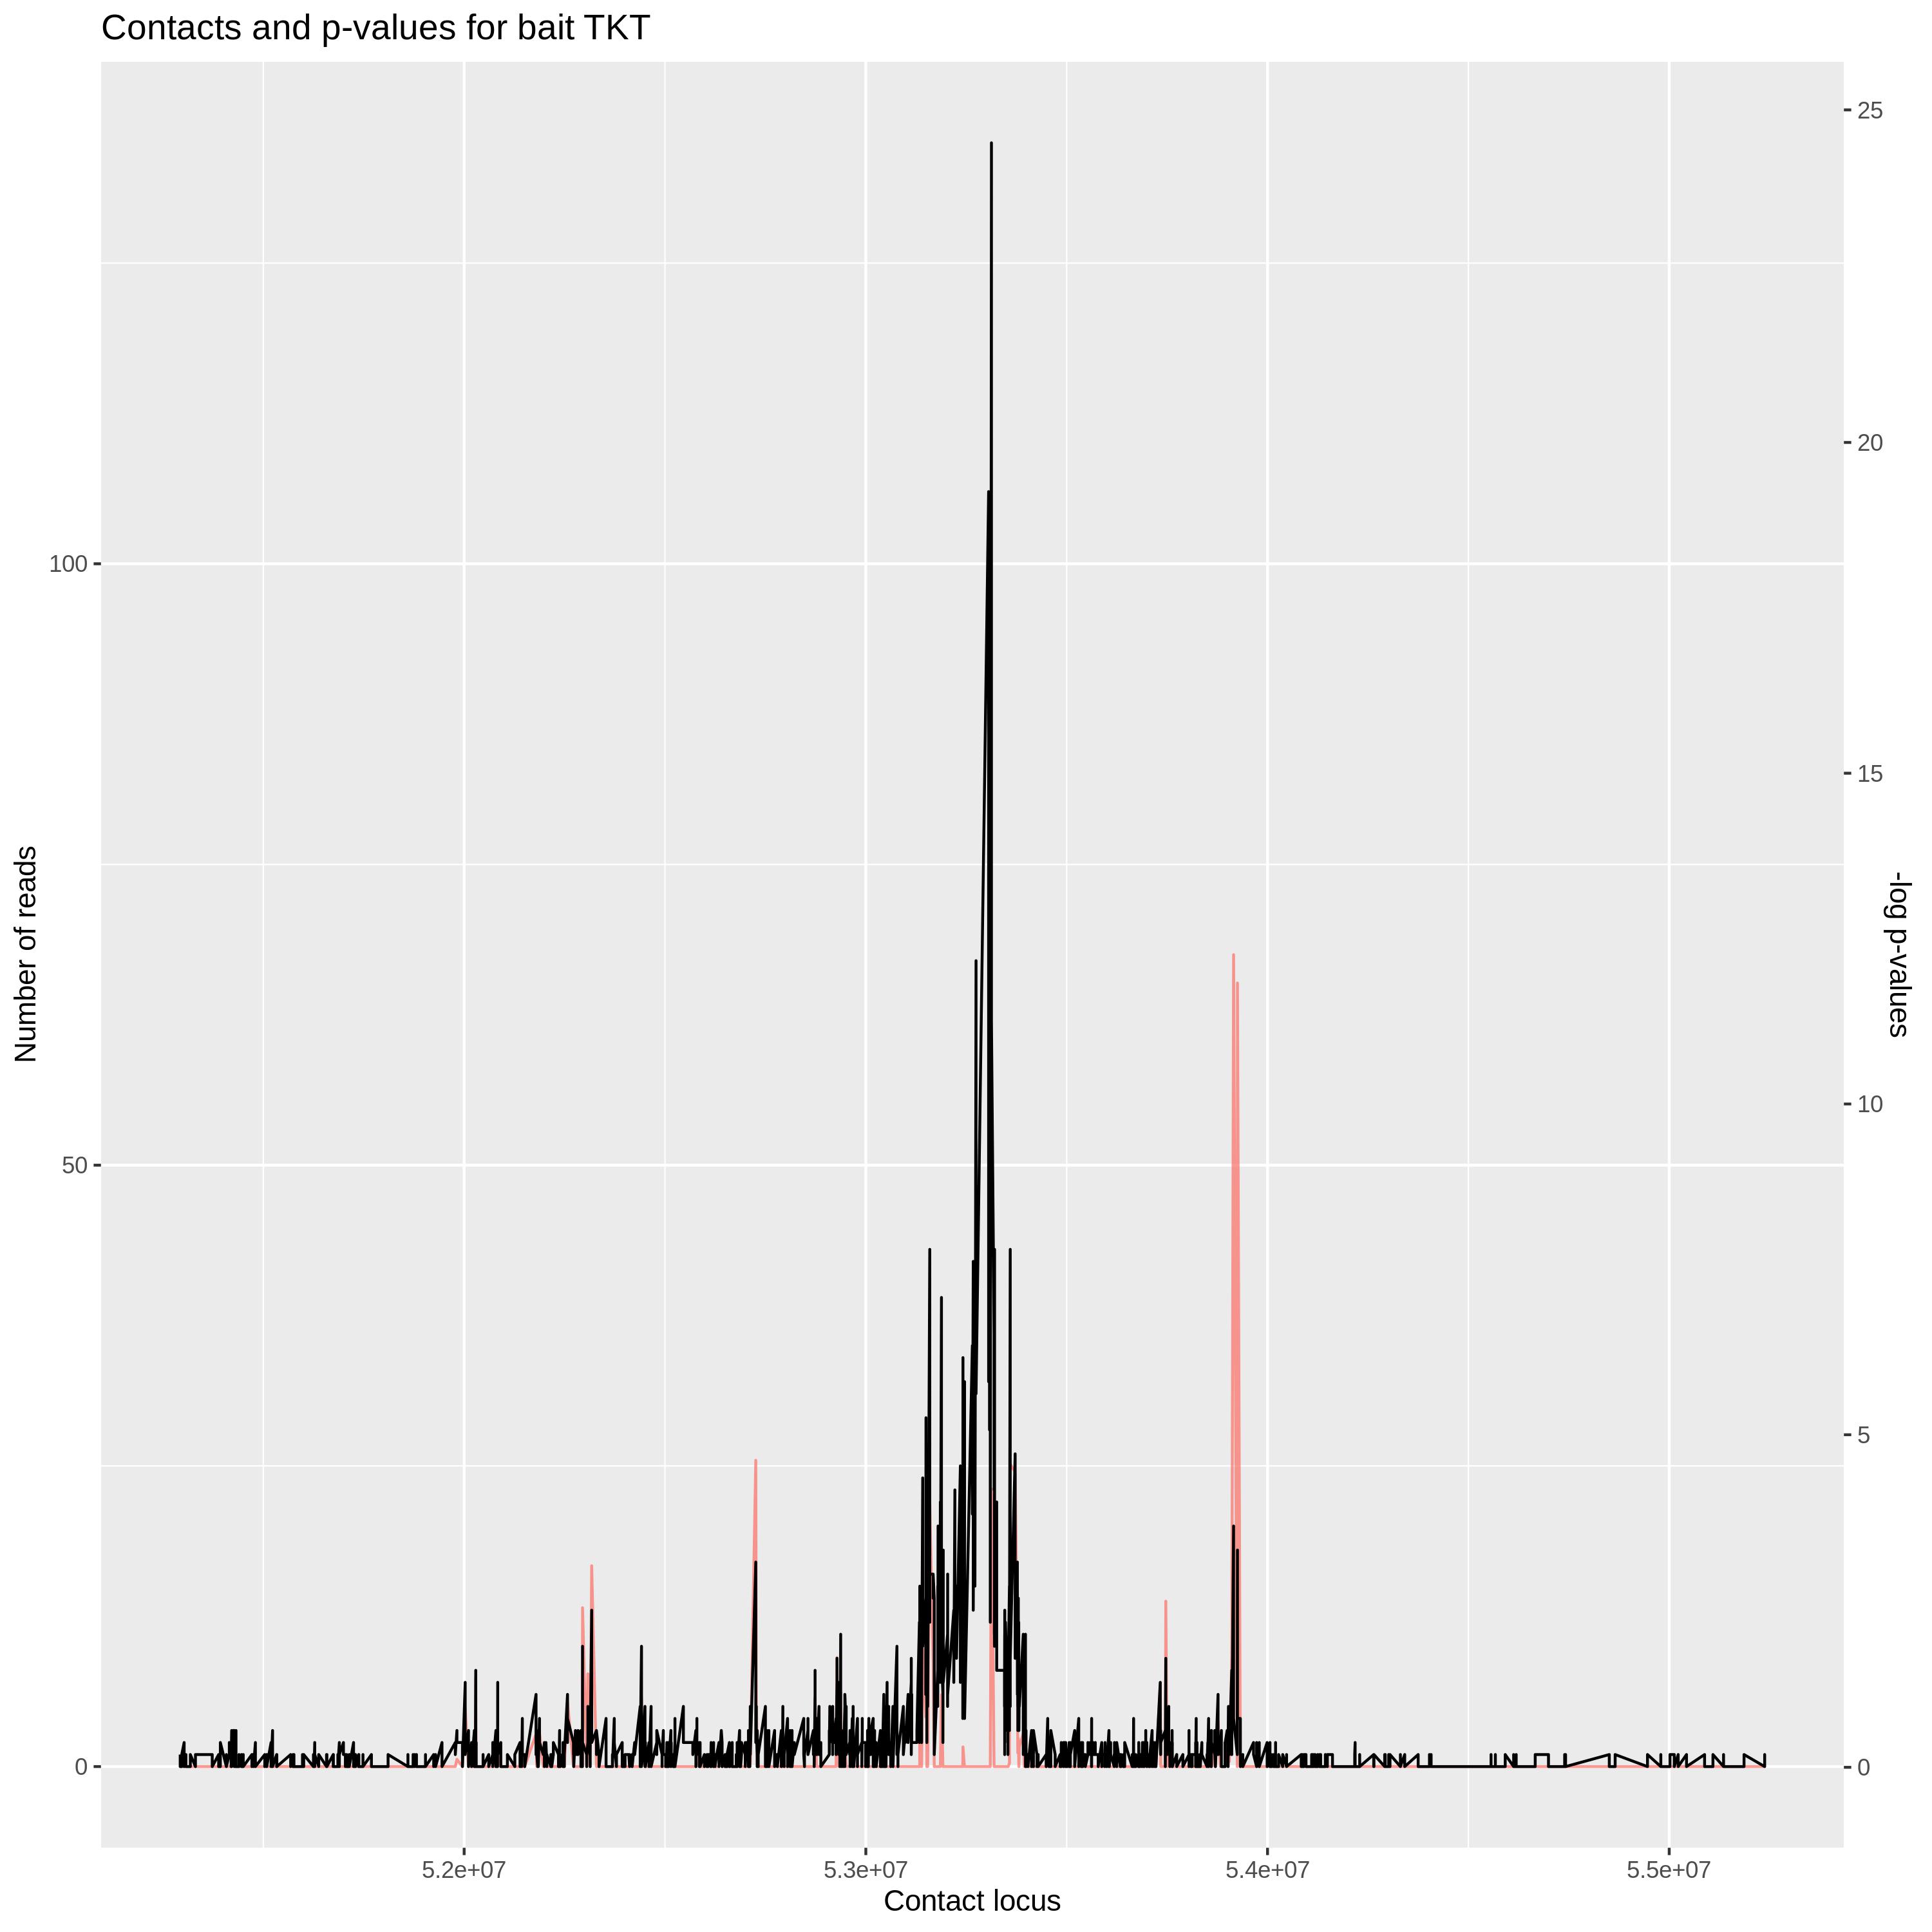 Contacts and p-values for bait TKT
25
20
100
15
Number of reads
-log p-values
10
50
5
0
0
5.2e+07
5.3e+07
5.4e+07
5.5e+07
Contact locus